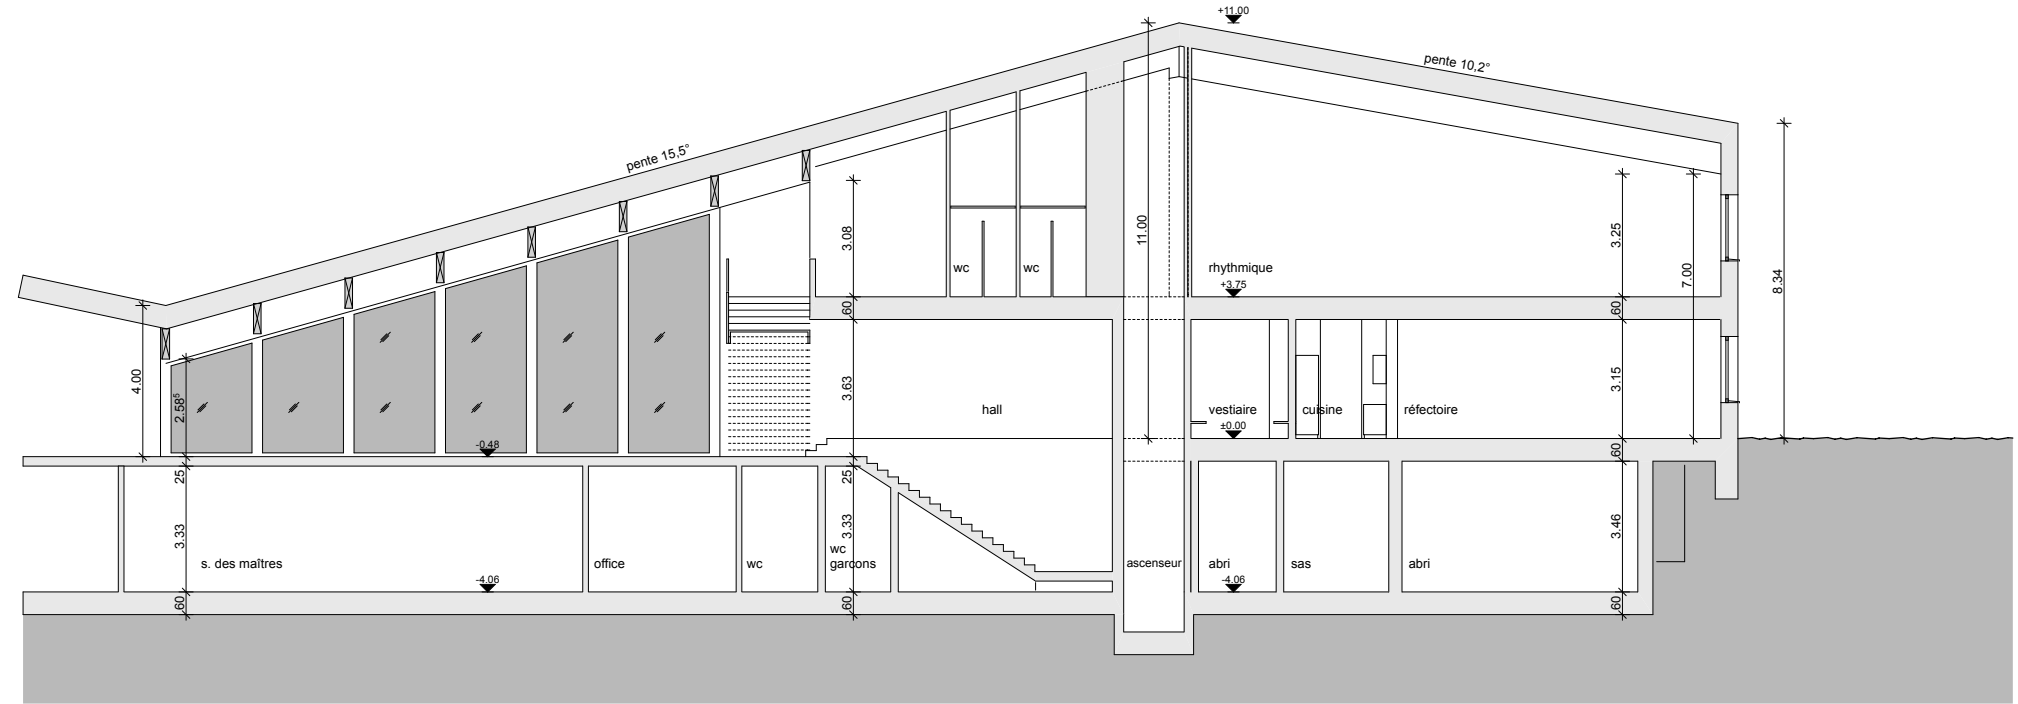 +11.00
pente 10,2°
pente 15,5°
11.00
3.08
3.25
7.00
8.34
wc
wc
rhythmique
+3.75
60
60
4.00
2.58⁵
3.63
3.15
hall
vestiaire
cuisine
réfectoire
±0.00
-0.48
25
25
60
3.33
3.33
3.46
s. des maîtres
office
wc
wc
garçons
ascenseur
abri
sas
abri
-4.06
-4.06
60
60
60